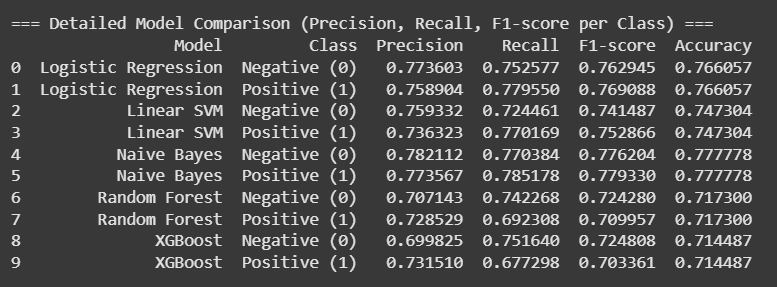 === Detailed Model Comparison (Precision, Recall, F1-score per Class) ===
Model Class Precision Recall F1-score Accuracy
0 Logistic Regression Negative (0) 0.773603 0.752577 0.762945 0.766057
1 Logistic Regression Positive (1) 0.758904 0.779550 0.769088 0.766057
2 Linear SVM Negative (0) 0.759332 0.724461 0.741487 0.747304
3 Linear SVM Positive (1) 0.736323 0.770169 0.752866 0.747304
4 Naive Bayes Negative (0) 0.782112 0.770384 0.776204 0.777778
5 Naive Bayes Positive (1) 0.773567 0.785178 0.779330 0.777778
6 Random Forest Negative (0) 0.707143 0.742268 0.724280 0.717300
7 Random Forest Positive (1) 0.728529 0.692308 0.709957 0.717300
8 XGBoost Negative (0) 0.699825 0.751640 0.724808 0.714487
9 XGBoost Positive (1) 0.731510 0.677298 0.703361 0.714487